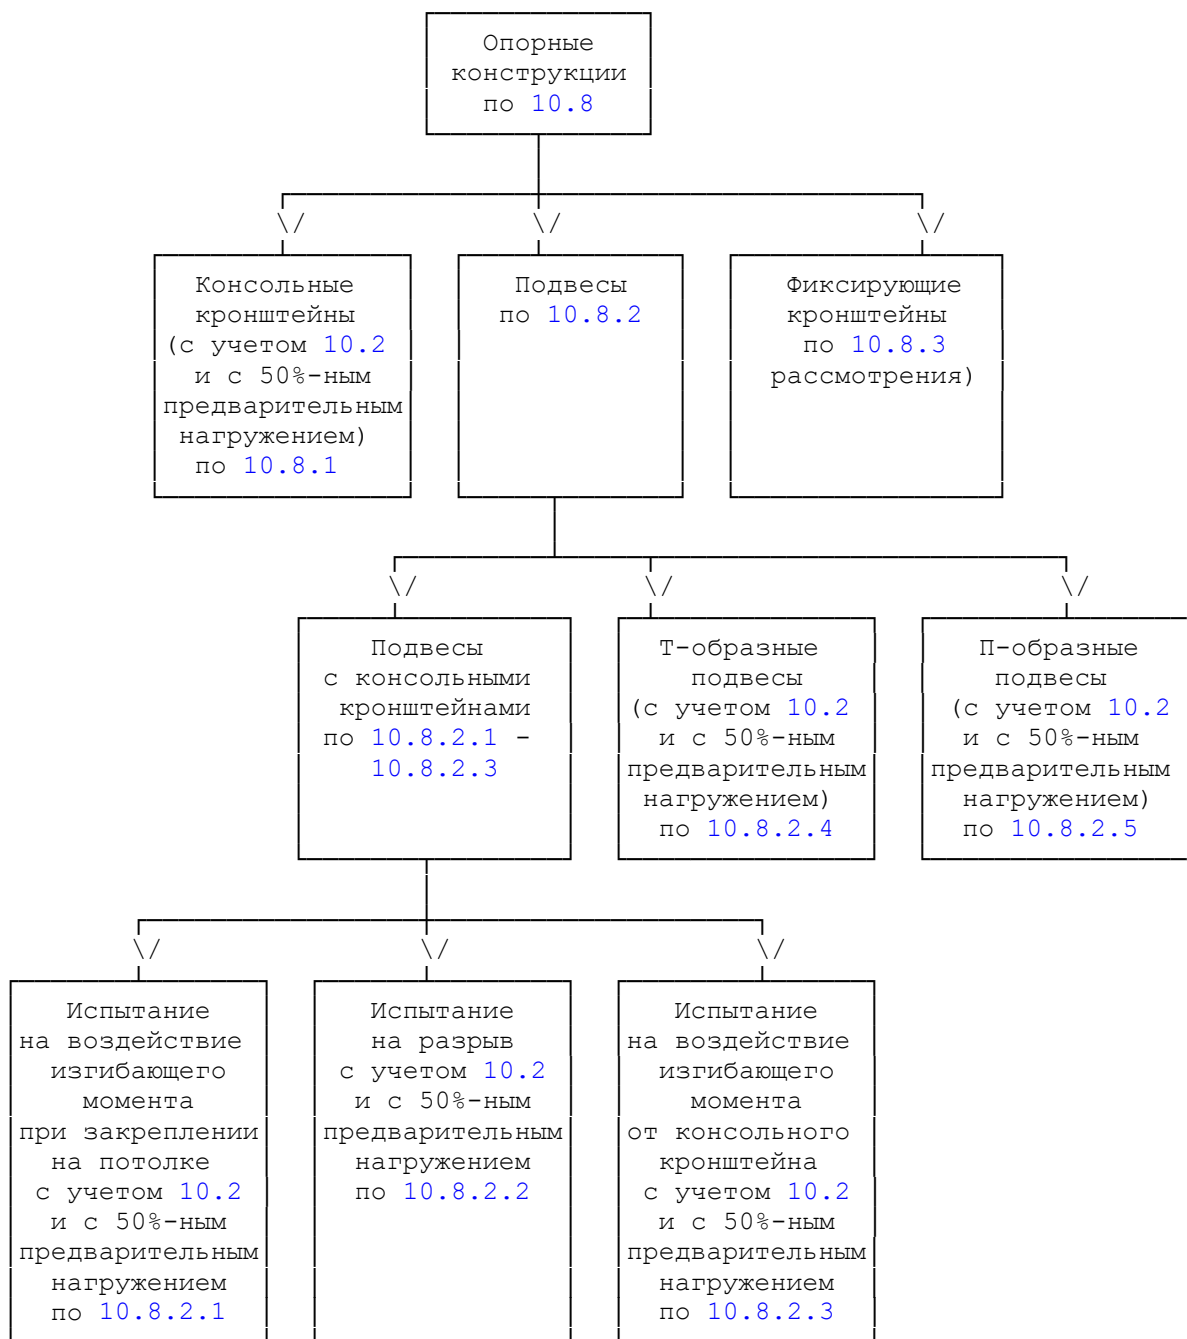 Опорные
конструкции
по 10.8
\/
\/
\/
Консольные
кронштейны
(с учетом 10.2
и с 50%-ным
предварительным
нагружением)
по 10.8.1
Подвесы
по 10.8.2
Фиксирующие
кронштейны
по 10.8.3
рассмотрения)
\/
\/
\/
Подвесы
с консольными
кронштейнами
по 10.8.2.1 -
10.8.2.3
Т-образные
подвесы
(с учетом 10.2
и с 50%-ным
предварительным
нагружением)
по 10.8.2.4
П-образные
подвесы
(с учетом 10.2
и с 50%-ным
предварительным
нагружением)
по 10.8.2.5
\/
\/
\/
Испытание
на воздействие
изгибающего
момента
при закреплении
на потолке
с учетом 10.2
и с 50%-ным
предварительным
нагружением
по 10.8.2.1
Испытание
на разрыв
с учетом 10.2
и с 50%-ным
предварительным
нагружением
по 10.8.2.2
Испытание
на воздействие
изгибающего
момента
от консольного
кронштейна
с учетом 10.2
и с 50%-ным
предварительным
нагружением
по 10.8.2.3